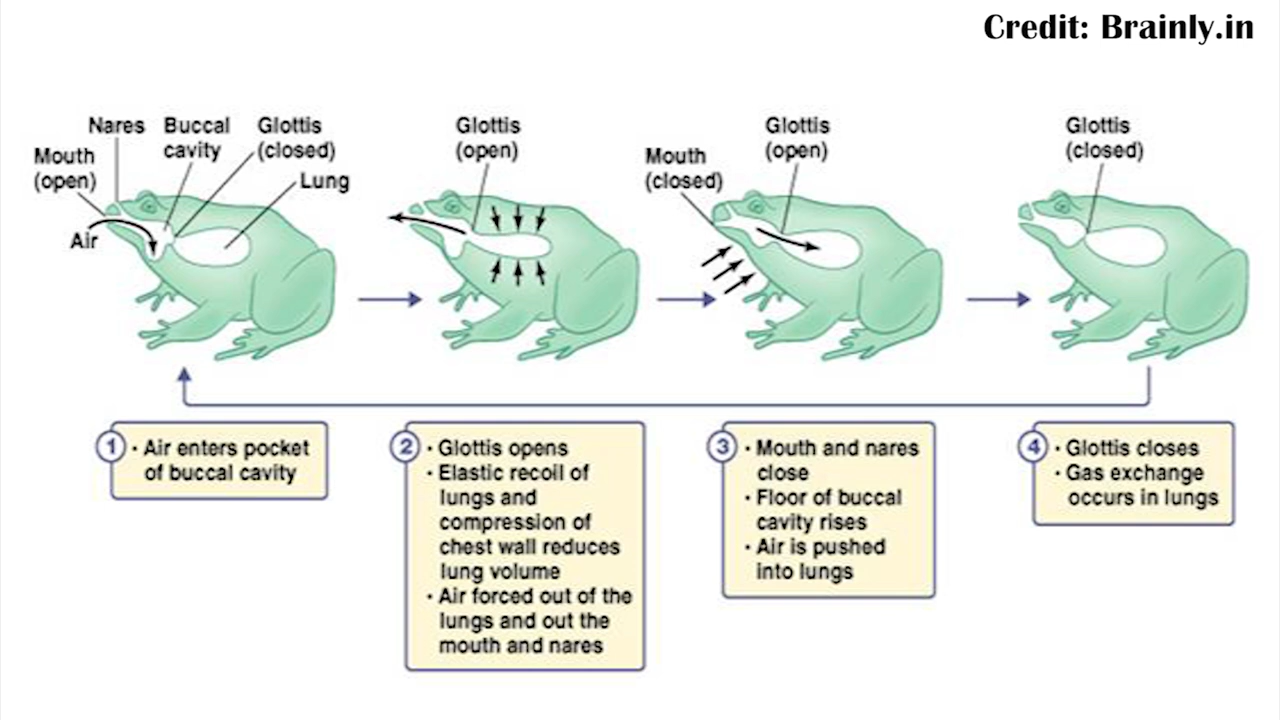 Credit: Brainly.in
Nares
Buccal
cavity
Glottis
(closed)
Mouth
(open)
Lung
Air
Glottis
(open)
Mouth
(closed)
Glottis
(open)
Glottis
(closed)
1 • Air enters pocket
of buccal cavity
2 • Glottis opens
• Elastic recoil of
lungs and
compression of
chest wall reduces
lung volume
• Air forced out of the
lungs and out the
mouth and nares
3 • Mouth and nares
close
• Floor of buccal
cavity rises
• Air is pushed
into lungs
4 • Glottis closes
• Gas exchange
occurs in lungs